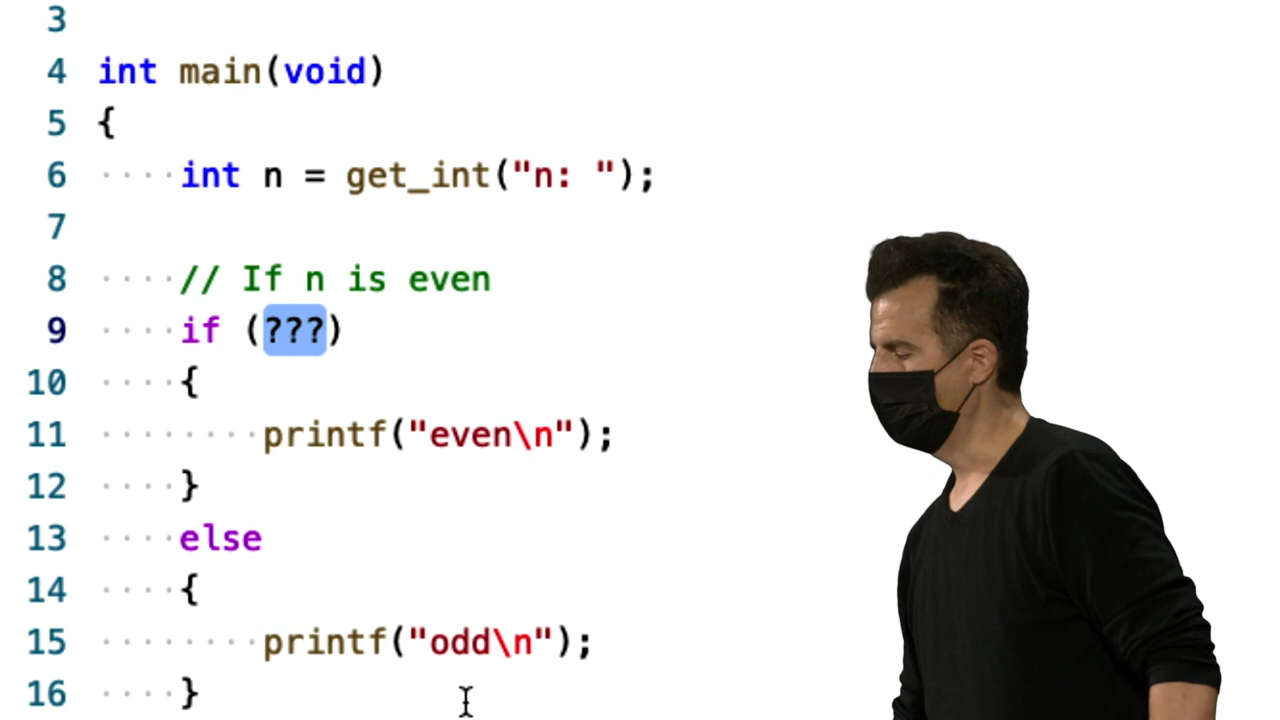 3
4 int main(void)
5 {
6 ····int n = get_int("n: ");
7
8 ····// If n is even
9 ····if (???)
10 ····{
11 ········printf("even\n");
12 ····}
13 ····else
14 ····{
15 ········printf("odd\n");
16 ····}